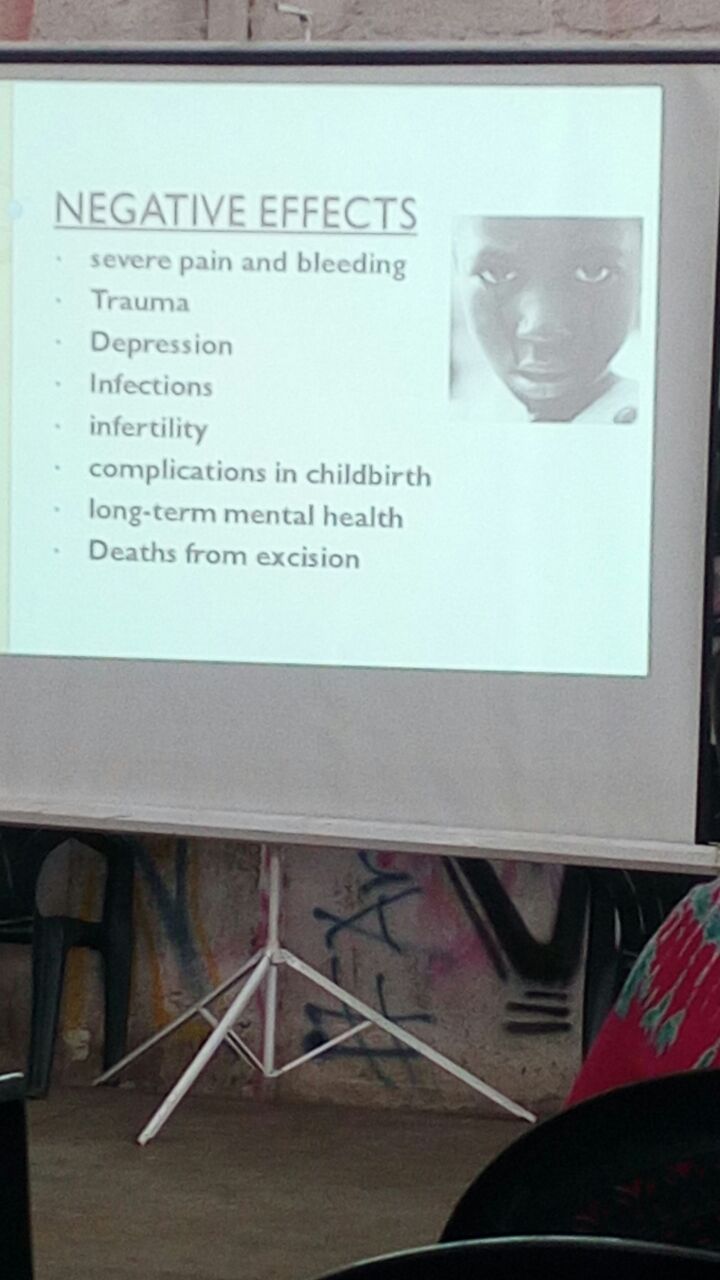 NEGATIVE EFFECTS
· severe pain and bleeding
· Trauma
· Depression
· Infections
· infertility
· complications in childbirth
· long-term mental health
· Deaths from excision